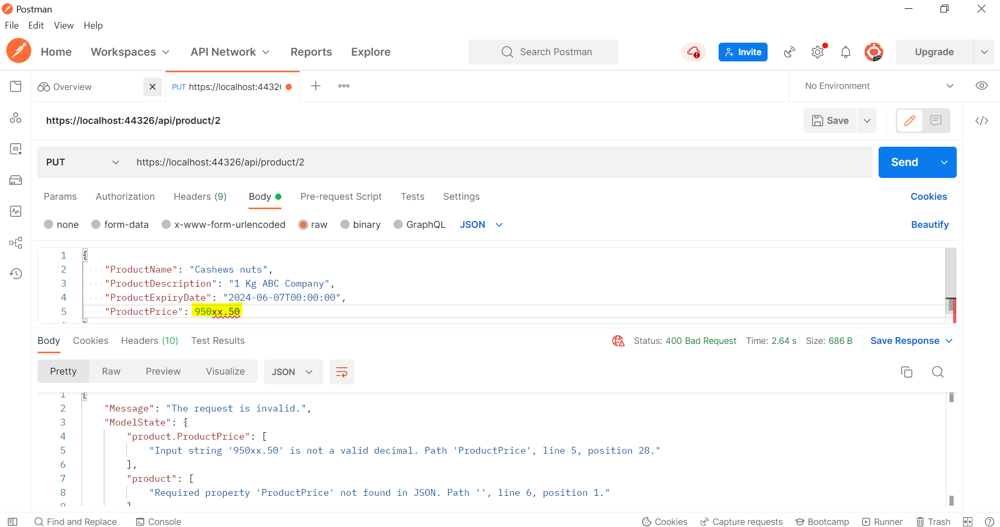 Postman
File Edit View Help
Home Workspaces API Network Reports Explore Search Postman Invite Upgrade
Overview PUT https://localhost:4432 No Environment
https://localhost:44326/api/product/2 Save
PUT https://localhost:44326/api/product/2 Send
Params Authorization Headers (9) Body Pre-request Script Tests Settings Cookies
none form-data x-www-form-urlencoded raw binary GraphQL JSON Beautify
1 {
2 "ProductName": "Cashews nuts",
3 "ProductDescription": "1 Kg ABC Company",
4 "ProductExpiryDate": "2024-06-07T00:00:00",
5 "ProductPrice": 950xx.50
Body Cookies Headers (10) Test Results Status: 400 Bad Request Time: 2.64 s Size: 686 B Save Response
Pretty Raw Preview Visualize JSON
1 {
2 "Message": "The request is invalid.",
3 "ModelState": {
4 "product.ProductPrice": [
5 "Input string '950xx.50' is not a valid decimal. Path 'ProductPrice', line 5, position 28."
6 ],
7 "product": [
8 "Required property 'ProductPrice' not found in JSON. Path '', line 6, position 1."
9 ]
Find and Replace Console Cookies Capture requests Bootcamp Runner Trash